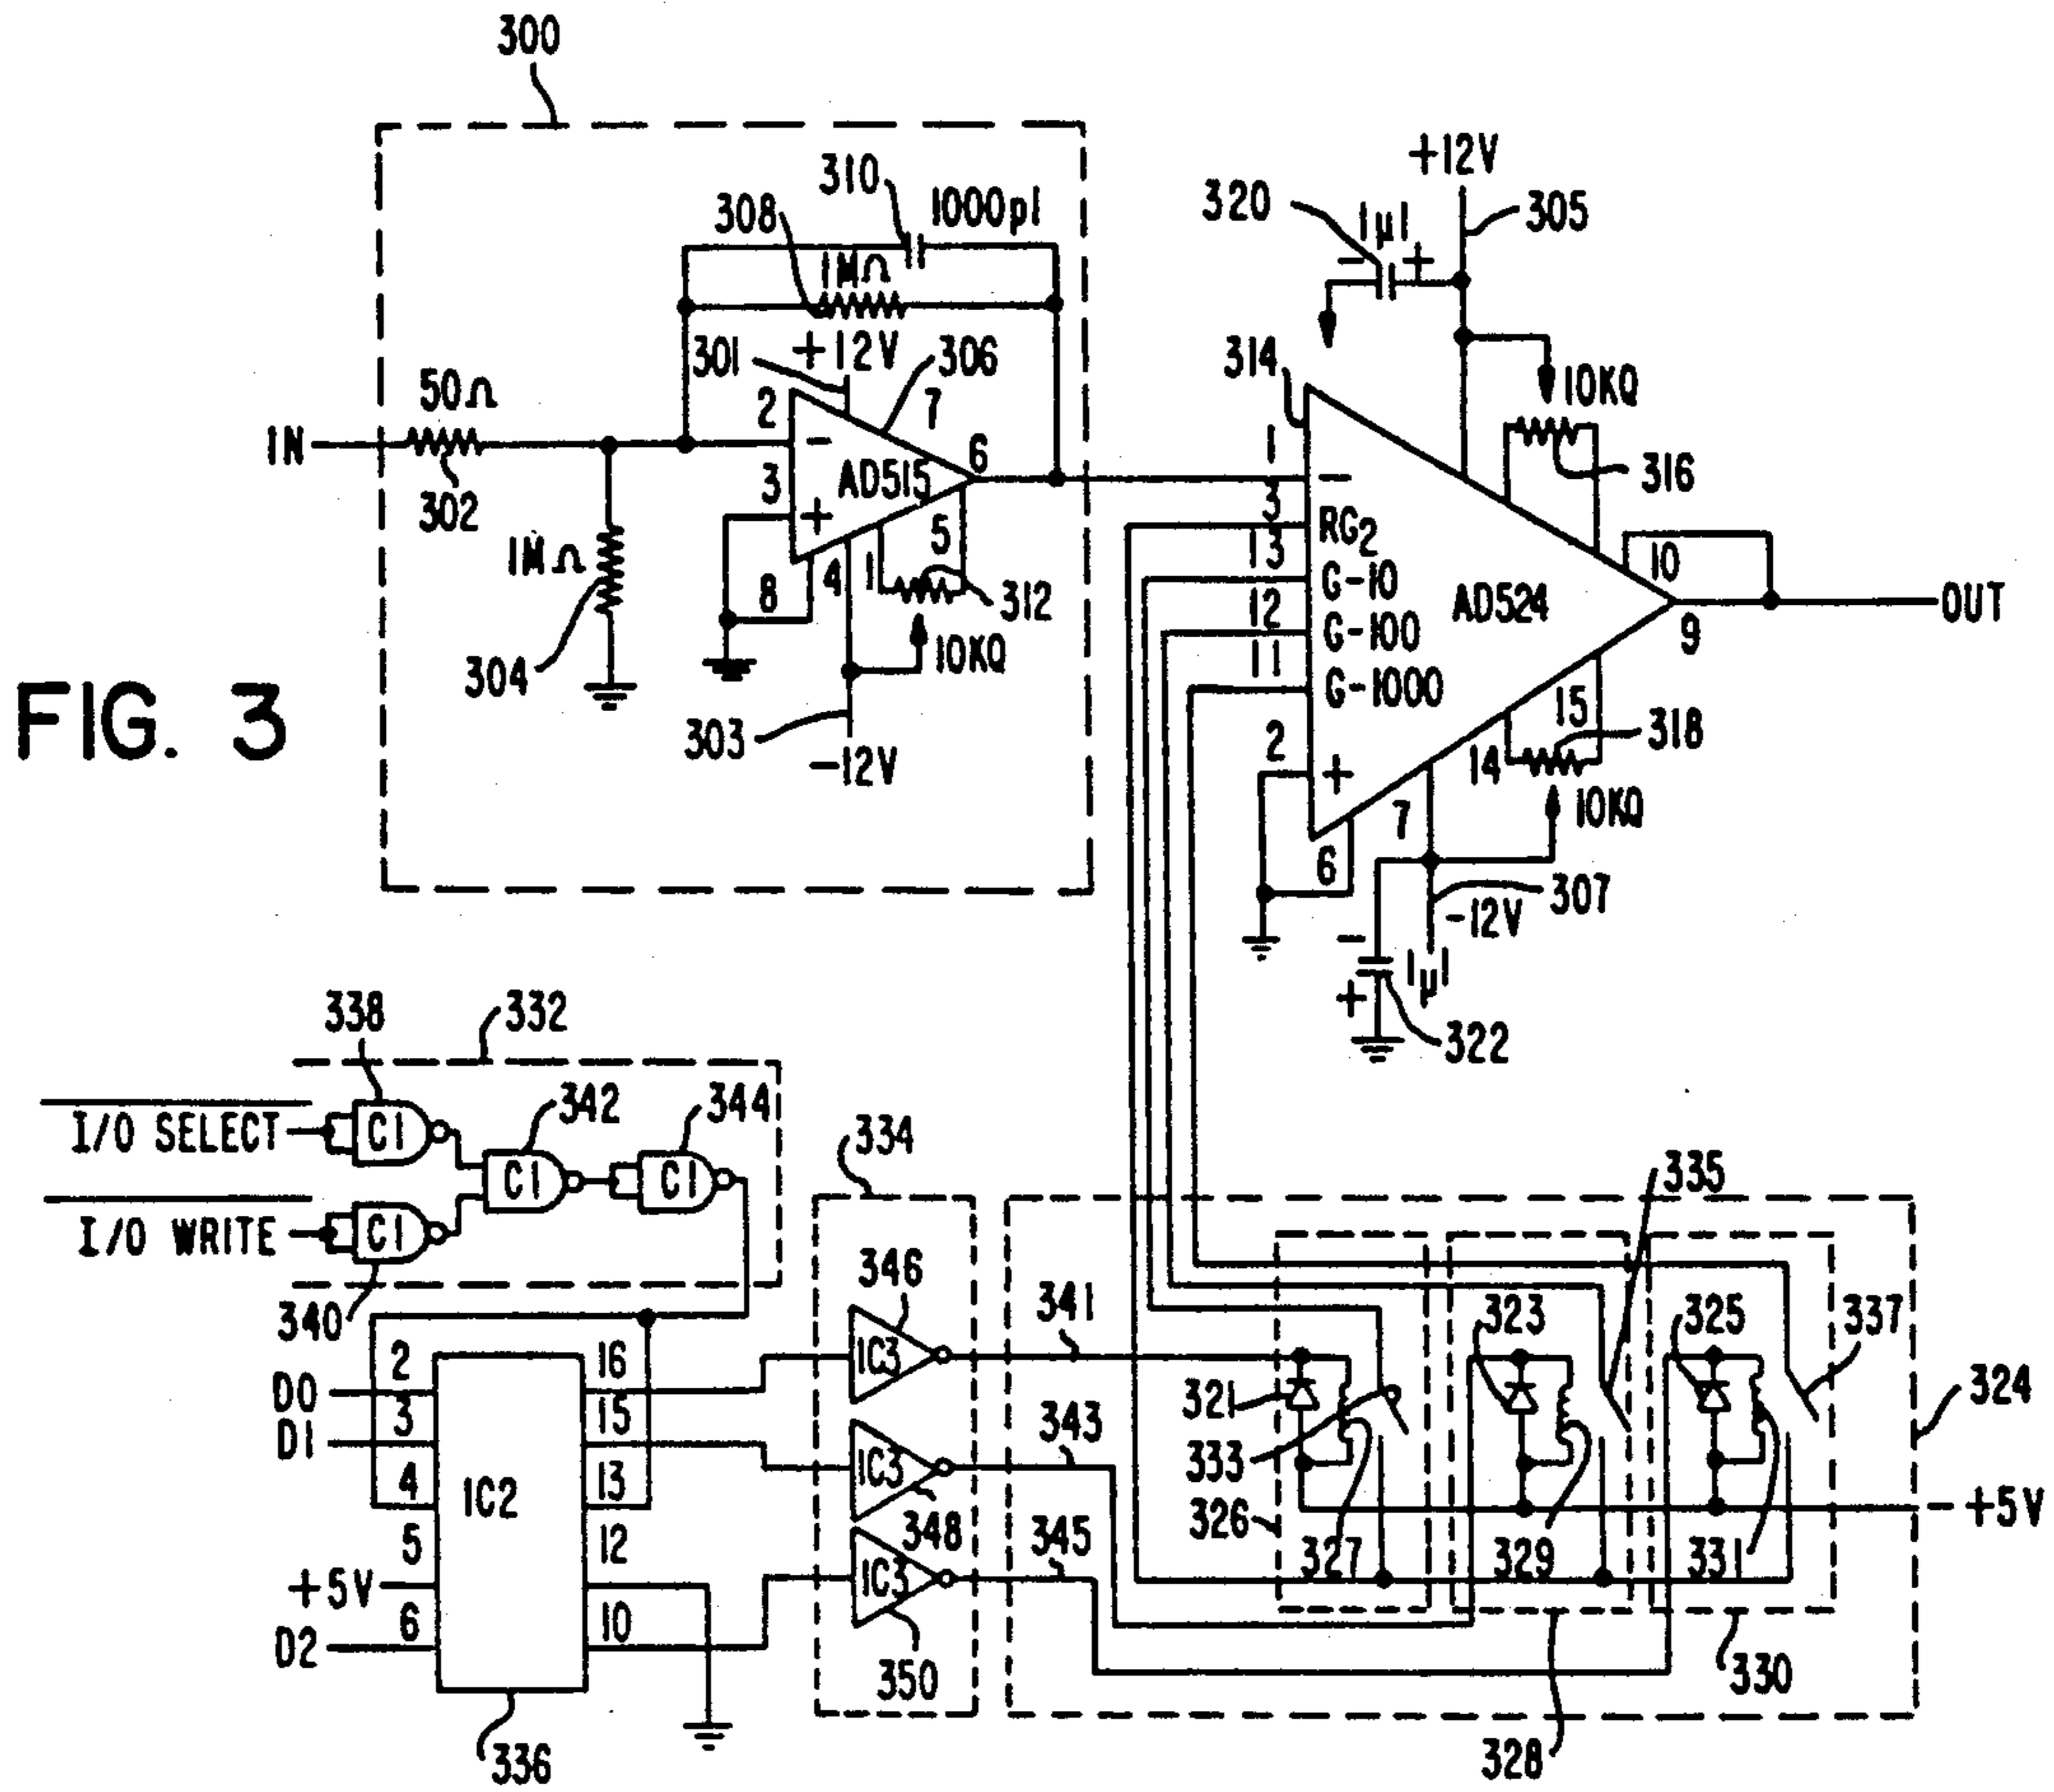 300
310
1000pf
308
1MΩ
+12V
301
306
50Ω
IN
302
2
7
−
3
AD515
6
+
1MΩ
304
8
4
1
5
312
10KΩ
303
−12V
+12V
320
1µf
305
−
+
314
10KΩ
316
1
−
3
RG2
13
G-10
12
G-100
11
G-1000
AD524
10
OUT
9
2
+
15
14
318
10KΩ
7
6
307
−12V
−
1µf
+
322
FIG. 3
338
332
342
344
I/O SELECT
C1
C1
C1
I/O WRITE
C1
340
334
346
IC3
341
D0
2
16
D1
3
15
4
13
IC2
5
12
+5V
6
10
D2
336
IC3
348
343
IC3
350
345
335
323
325
337
324
321
333
326
327
329
331
− +5V
328
330